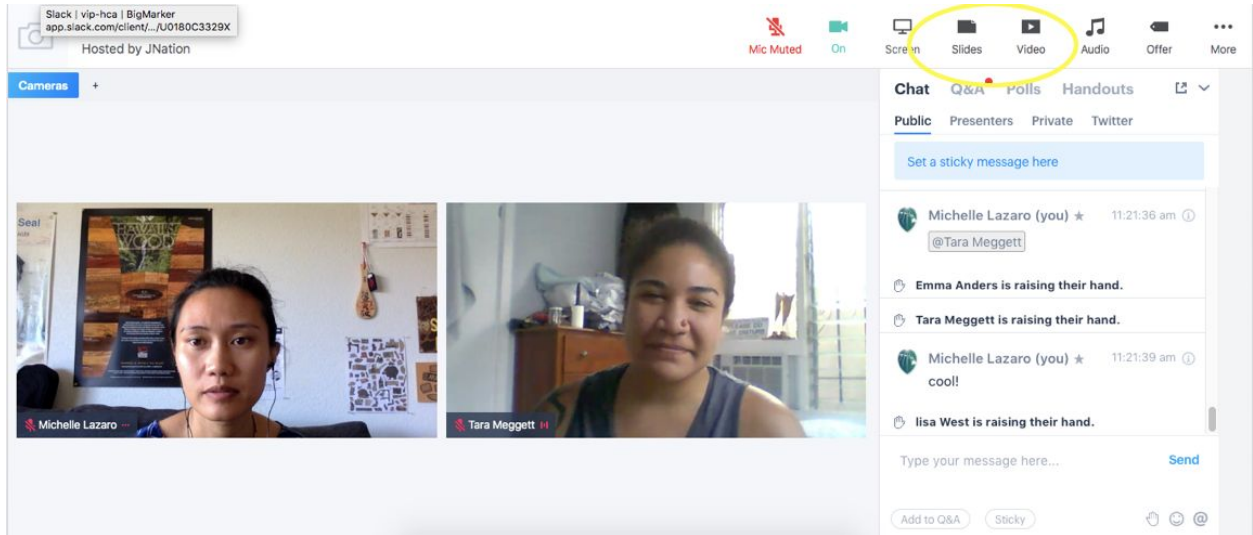 Slack | vip-hca | BigMarker
app.slack.com/client/.../U0180C3329X
Hosted by JNation
Mic Muted On Screen Slides Video Audio Offer More
Cameras +
Chat Q&A Polls Handouts
Public Presenters Private Twitter
Set a sticky message here
Michelle Lazaro (you) ★ 11:21:36 am
@Tara Meggett
Emma Anders is raising their hand.
Tara Meggett is raising their hand.
Michelle Lazaro (you) ★ 11:21:39 am
cool!
lisa West is raising their hand.
Type your message here... Send
Add to Q&A Sticky @
Seal
WOOD
Michelle Lazaro ...
Tara Meggett